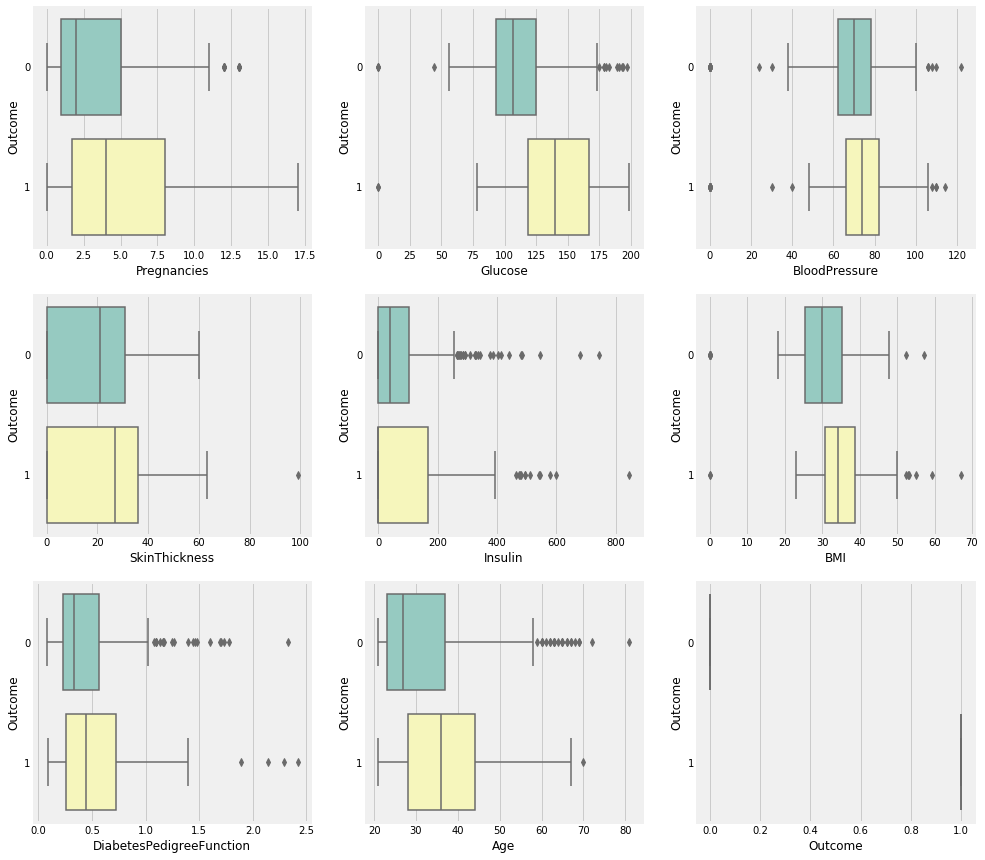 Outcome
0
1
0.0 2.5 5.0 7.5 10.0 12.5 15.0 17.5
Pregnancies
Outcome
0
1
0 25 50 75 100 125 150 175 200
Glucose
Outcome
0
1
0 20 40 60 80 100 120
BloodPressure
Outcome
0
1
0 20 40 60 80 100
SkinThickness
Outcome
0
1
0 200 400 600 800
Insulin
Outcome
0
1
0 10 20 30 40 50 60 70
BMI
Outcome
0
1
0.0 0.5 1.0 1.5 2.0 2.5
DiabetesPedigreeFunction
Outcome
0
1
20 30 40 50 60 70 80
Age
Outcome
0
1
0.0 0.2 0.4 0.6 0.8 1.0
Outcome